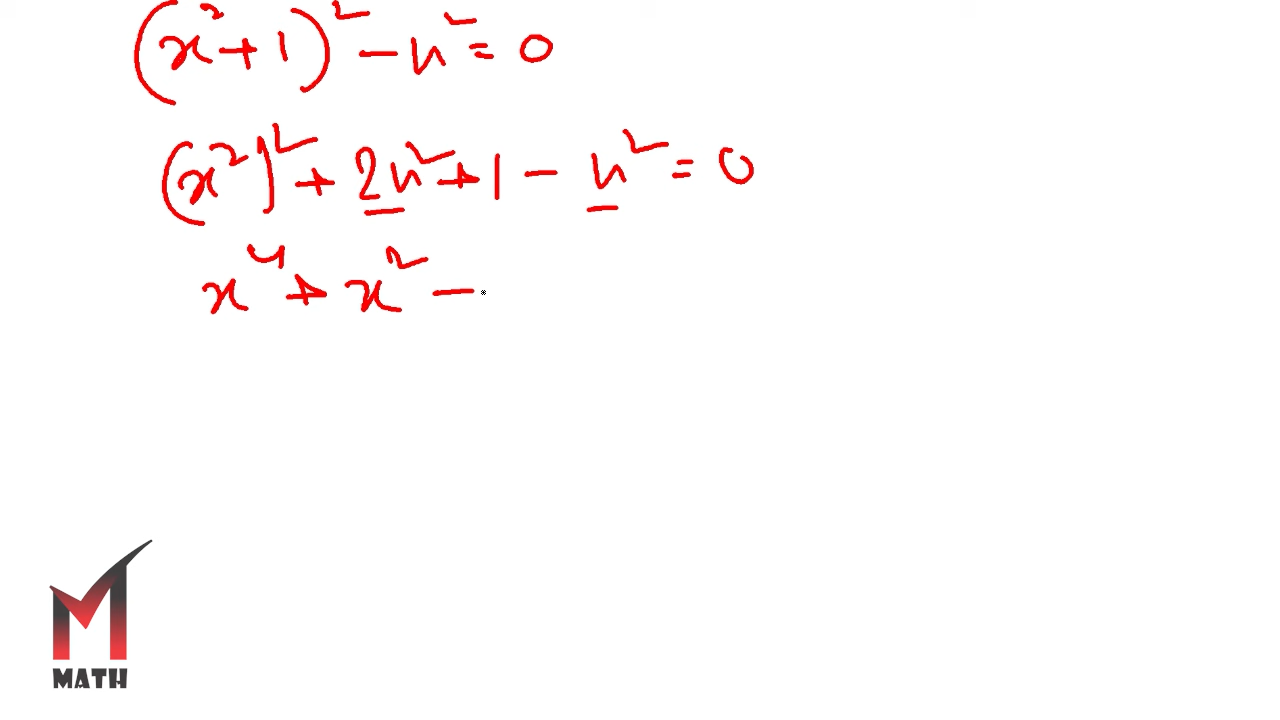 (x²+1)² − x² = 0
(x²)² + 2x² + 1 − x² = 0
x⁴ + x² −
M
MATH